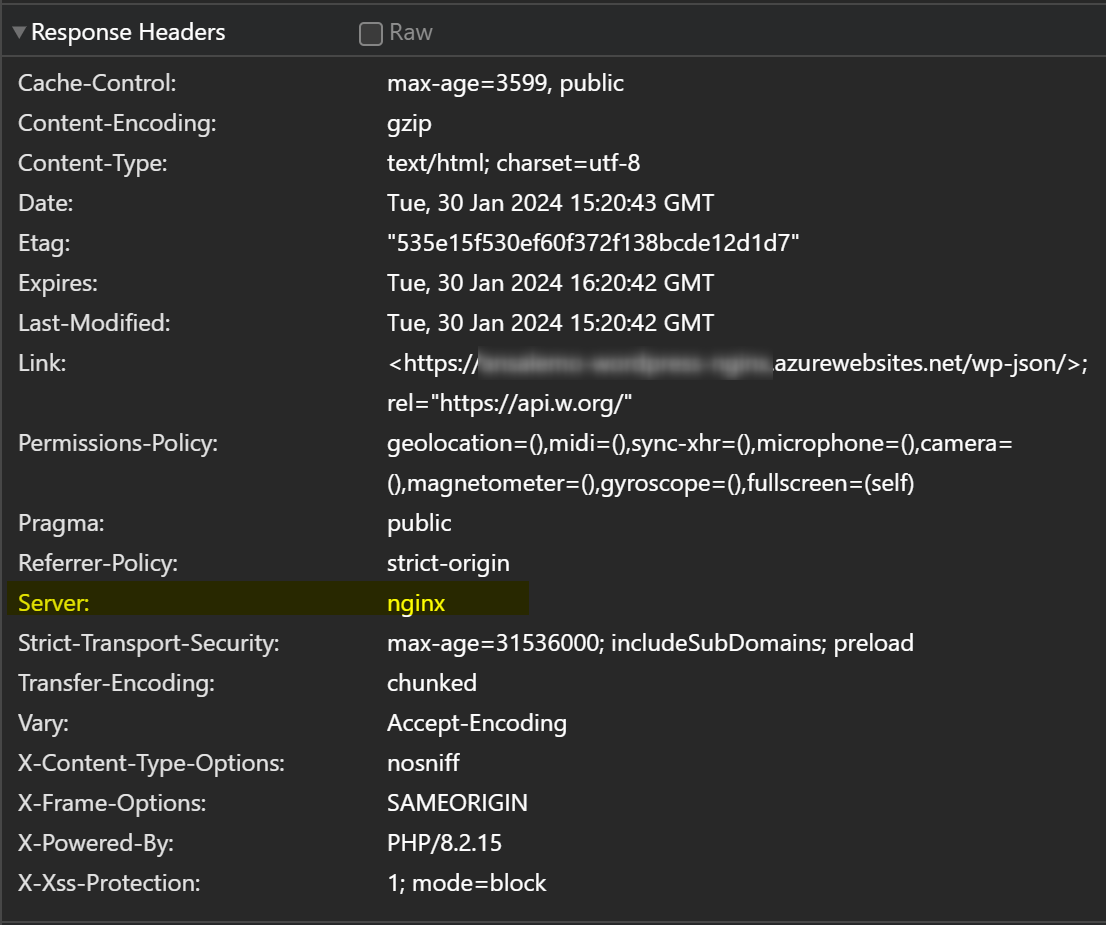 Response Headers Raw
Cache-Control: max-age=3599, public
Content-Encoding: gzip
Content-Type: text/html; charset=utf-8
Date: Tue, 30 Jan 2024 15:20:43 GMT
Etag: "535e15f530ef60f372f138bcde12d1d7"
Expires: Tue, 30 Jan 2024 16:20:42 GMT
Last-Modified: Tue, 30 Jan 2024 15:20:42 GMT
Link: <https:// .azurewebsites.net/wp-json/>;
rel="https://api.w.org/"
Permissions-Policy: geolocation=(),midi=(),sync-xhr=(),microphone=(),camera=
(),magnetometer=(),gyroscope=(),fullscreen=(self)
Pragma: public
Referrer-Policy: strict-origin
Server: nginx
Strict-Transport-Security: max-age=31536000; includeSubDomains; preload
Transfer-Encoding: chunked
Vary: Accept-Encoding
X-Content-Type-Options: nosniff
X-Frame-Options: SAMEORIGIN
X-Powered-By: PHP/8.2.15
X-Xss-Protection: 1; mode=block